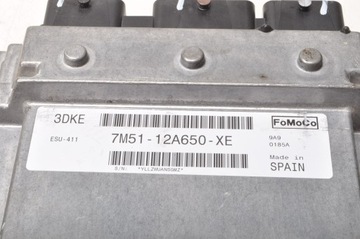 3DKE
FoMoCo
ESU-411
7M51-12A650-XE
9A9
0185A
Made in
SPAIN
S/N: